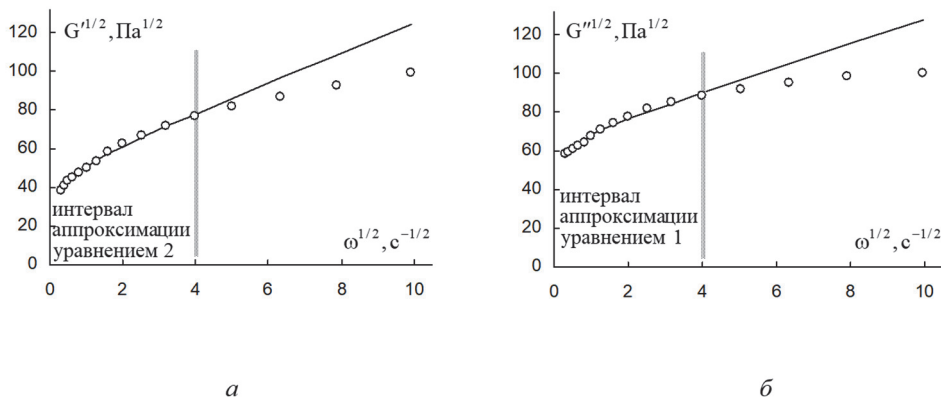 G′^1/2, Па^1/2
120
100
80
60
40
20
0
интервал
аппроксимации
уравнением 2
ω^1/2, с^−1/2
0 2 4 6 8 10
а
G″^1/2, Па^1/2
120
100
80
60
40
20
0
интервал
аппроксимации
уравнением 1
ω^1/2, с^−1/2
0 2 4 6 8 10
б